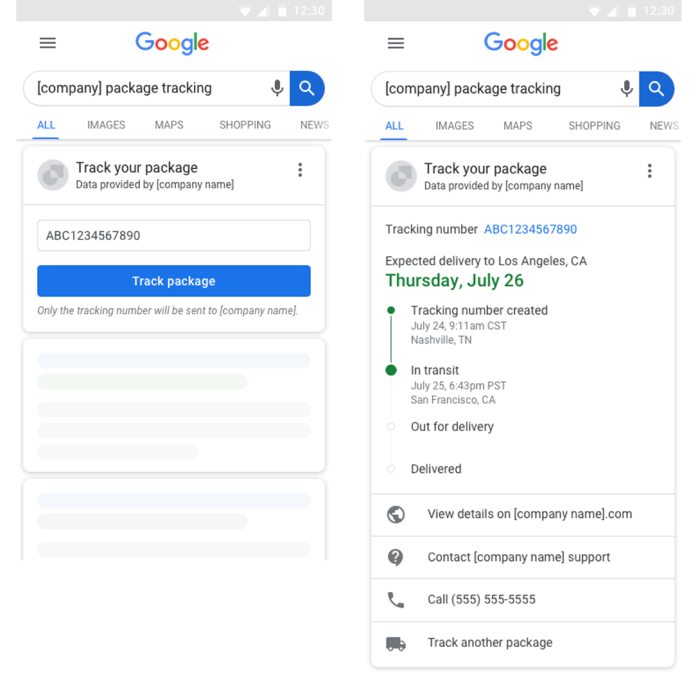 12:30
Google
[company] package tracking
ALL IMAGES MAPS SHOPPING NEWS
Track your package
Data provided by [company name]
ABC1234567890
Track package
Only the tracking number will be sent to [company name].
12:30
Google
[company] package tracking
ALL IMAGES MAPS SHOPPING NEWS
Track your package
Data provided by [company name]
Tracking number ABC1234567890
Expected delivery to Los Angeles, CA
Thursday, July 26
Tracking number created
July 24, 9:11am CST
Nashville, TN
In transit
July 25, 6:43pm PST
San Francisco, CA
Out for delivery
Delivered
View details on [company name].com
Contact [company name] support
Call (555) 555-5555
Track another package